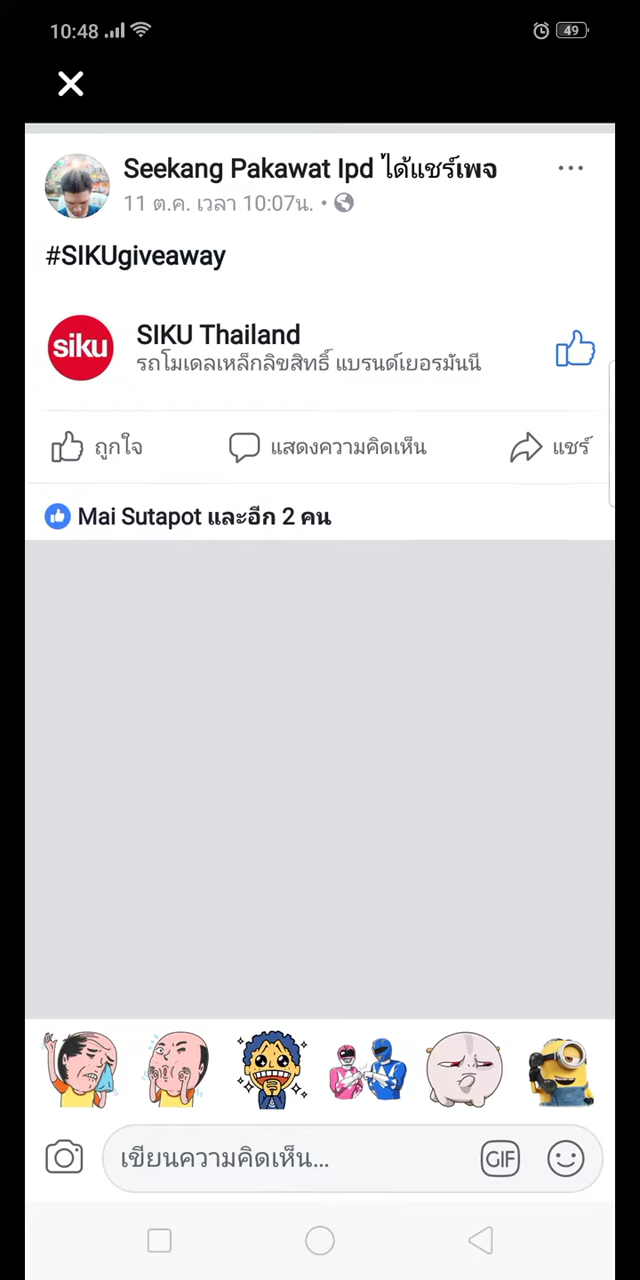 10:48
49
Seekang Pakawat Ipd ได้แชร์เพจ
11 ต.ค. เวลา 10:07น. •
#SIKUgiveaway
siku
SIKU Thailand
รถโมเดลเหล็กลิขสิทธิ์ แบรนด์เยอรมันนี
ถูกใจ
แสดงความคิดเห็น
แชร์
Mai Sutapot และอีก 2 คน
เขียนความคิดเห็น...
GIF